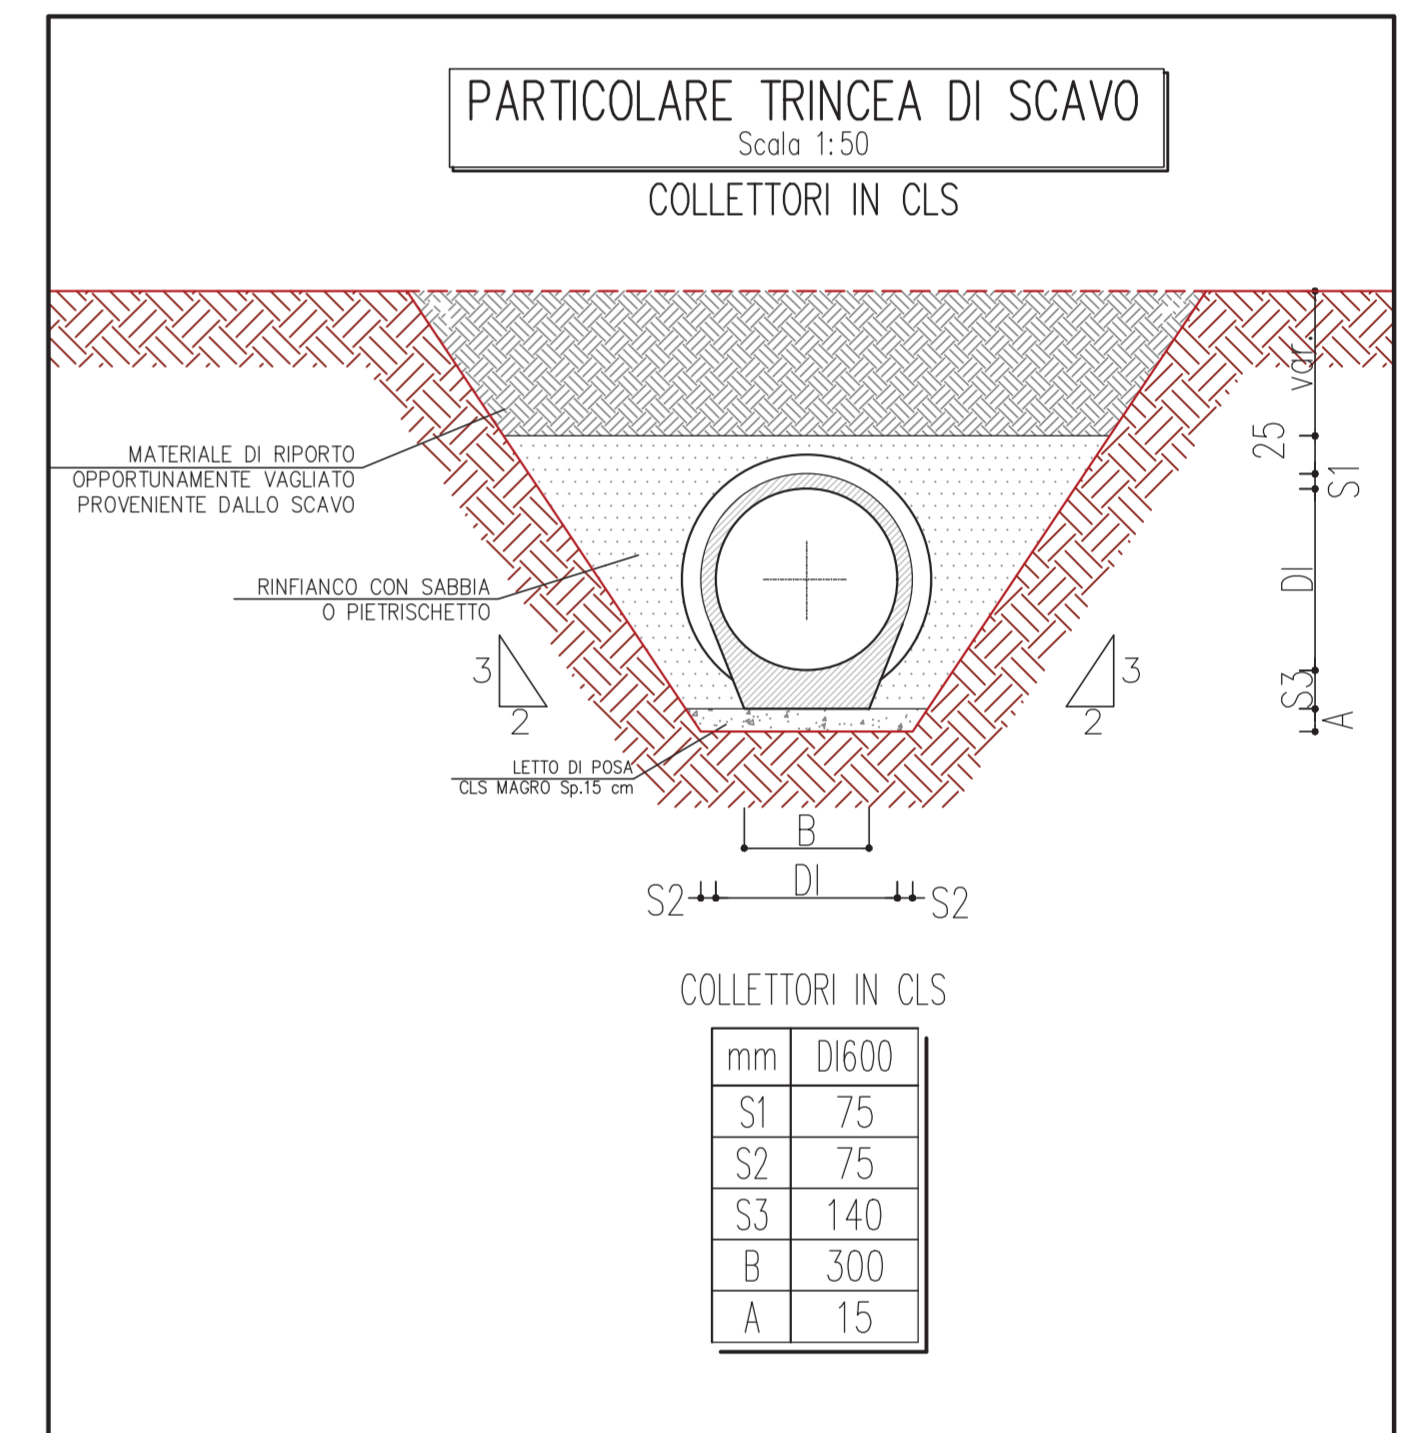 PARTICOLARE TRINCEA DI SCAVO
Scala 1:50
COLLETTORI IN CLS
var.
25
S1
DI
S3
A
MATERIALE DI RIPORTO
OPPORTUNAMENTE VAGLIATO
PROVENIENTE DALLO SCAVO
RINFIANCO CON SABBIA
O PIETRISCHETTO
3
2
3
2
LETTO DI POSA
CLS MAGRO Sp.15 cm
B
DI
S2
S2
COLLETTORI IN CLS
mm DI600
S1 75
S2 75
S3 140
B 300
A 15